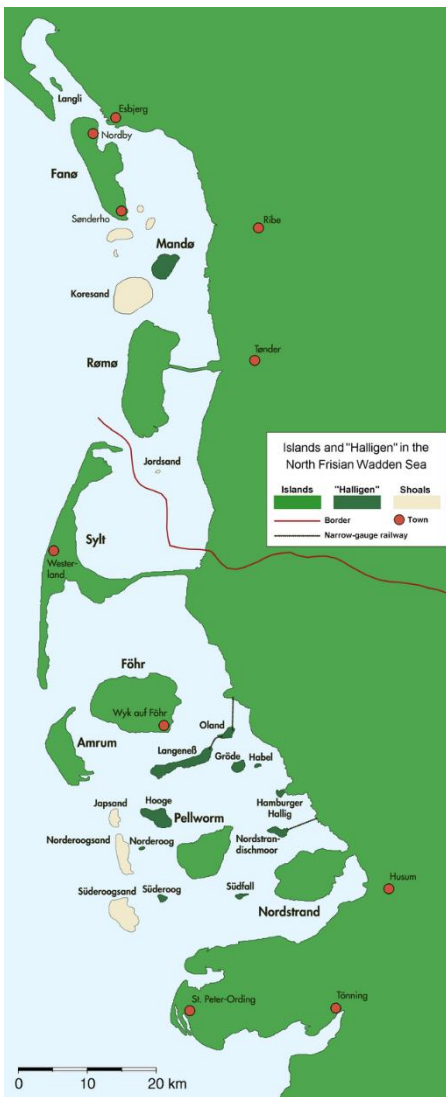 Langli
Esbjerg
Nordby
Fanø
Sønderho
Ribe
Mandø
Koresand
Rømø
Tønder
Islands and "Halligen" in the
North Frisian Wadden Sea
Islands "Halligen" Shoals
Border Town
Narrow-gauge railway
Jordsand
Sylt
Wester-
land
Föhr
Wyk auf Föhr
Oland
Amrum
Langeneß
Gröde Habel
Japsand
Hooge
Hamburger
Hallig
Pellworm
Norderoogsand
Norderoog
Nordstran-
dischmoor
Husum
Süderoogsand
Süderoog
Südfall
Nordstrand
St. Peter-Ording
Tönning
0 10 20 km